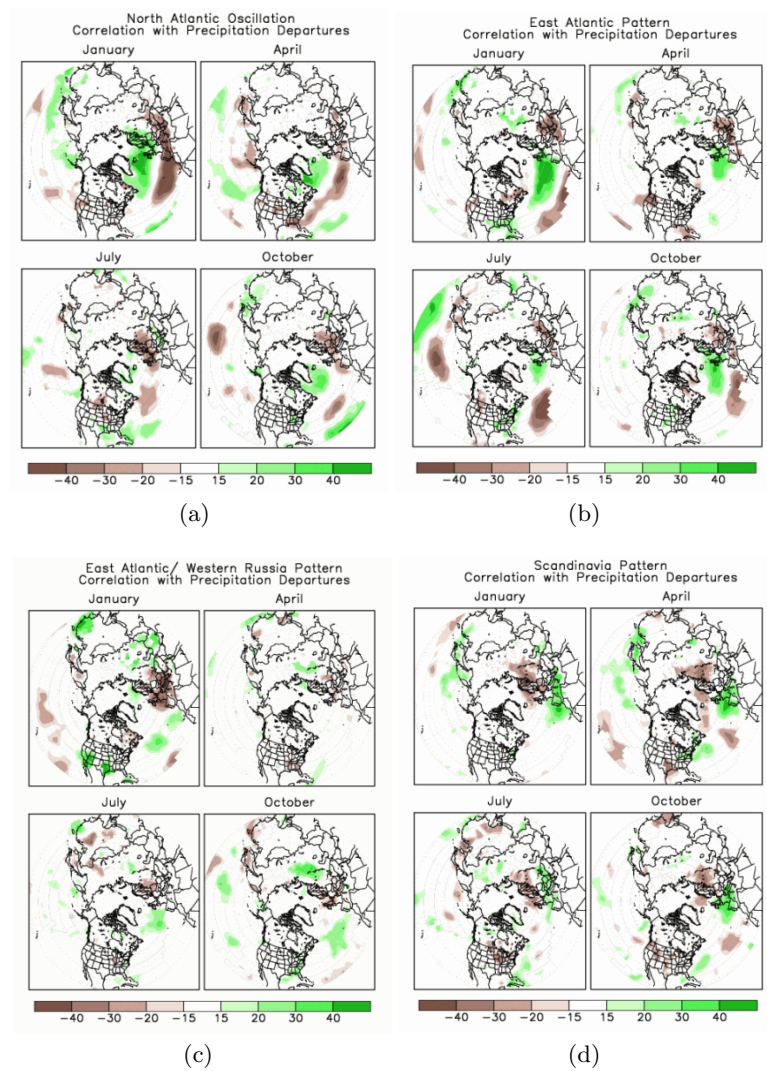 North Atlantic Oscillation
Correlation with Precipitation Departures
January April
July October
-40 -30 -20 -15 15 20 30 40
(a)
East Atlantic Pattern
Correlation with Precipitation Departures
January April
July October
-40 -30 -20 -15 15 20 30 40
(b)
East Atlantic/ Western Russia Pattern
Correlation with Precipitation Departures
January April
July October
-40 -30 -20 -15 15 20 30 40
(c)
Scandinavia Pattern
Correlation with Precipitation Departures
January April
July October
-40 -30 -20 -15 15 20 30 40
(d)